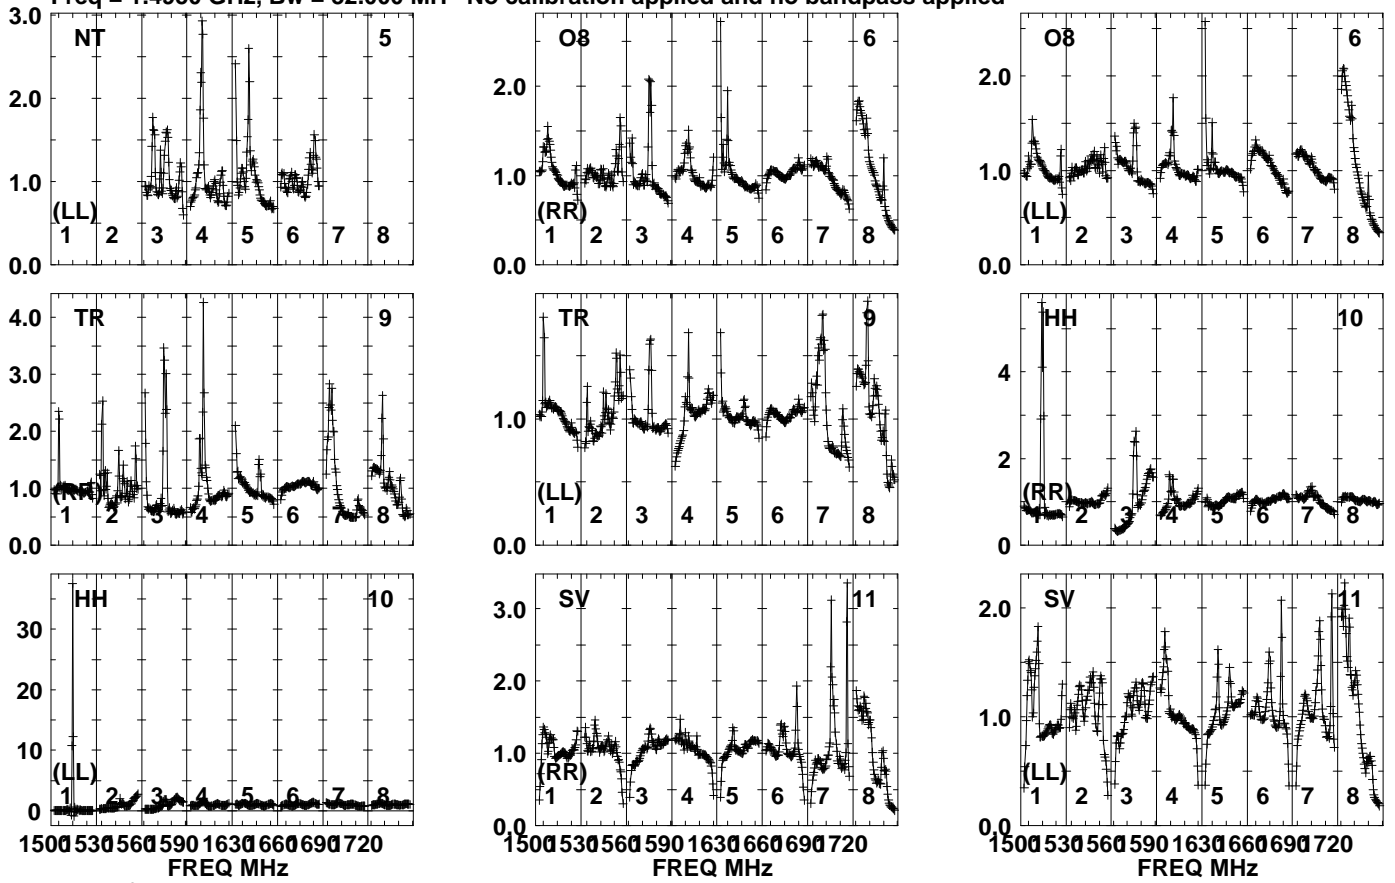 Freq = 1.4990 GHz, Bw = 32.000 MH No calibration applied and no bandpass applied
NT 5
3.0
2.0
1.0
0.0
(LL)
1 2 3 4 5 6 7 8
O8 6
2.0
1.0
0.0
(RR)
1 2 3 4 5 6 7 8
O8 6
2.0
1.0
0.0
(LL)
1 2 3 4 5 6 7 8
TR 9
4.0
3.0
2.0
1.0
0.0
(RR)
1 2 3 4 5 6 7 8
TR 9
1.0
0.0
(LL)
1 2 3 4 5 6 7 8
HH 10
4
2
0
(RR)
1 2 3 4 5 6 7 8
HH 10
30
20
10
0
(LL)
1 2 3 4 5 6 7 8
1500 1530 1560 1590 1630 1660 1690 1720
FREQ MHz
SV 11
3.0
2.0
1.0
0.0
(RR)
1 2 3 4 5 6 7 8
1500 1530 1560 1590 1630 1660 1690 1720
FREQ MHz
SV 11
2.0
1.0
0.0
(LL)
1 2 3 4 5 6 7 8
1500 1530 1560 1590 1630 1660 1690 1720
FREQ MHz